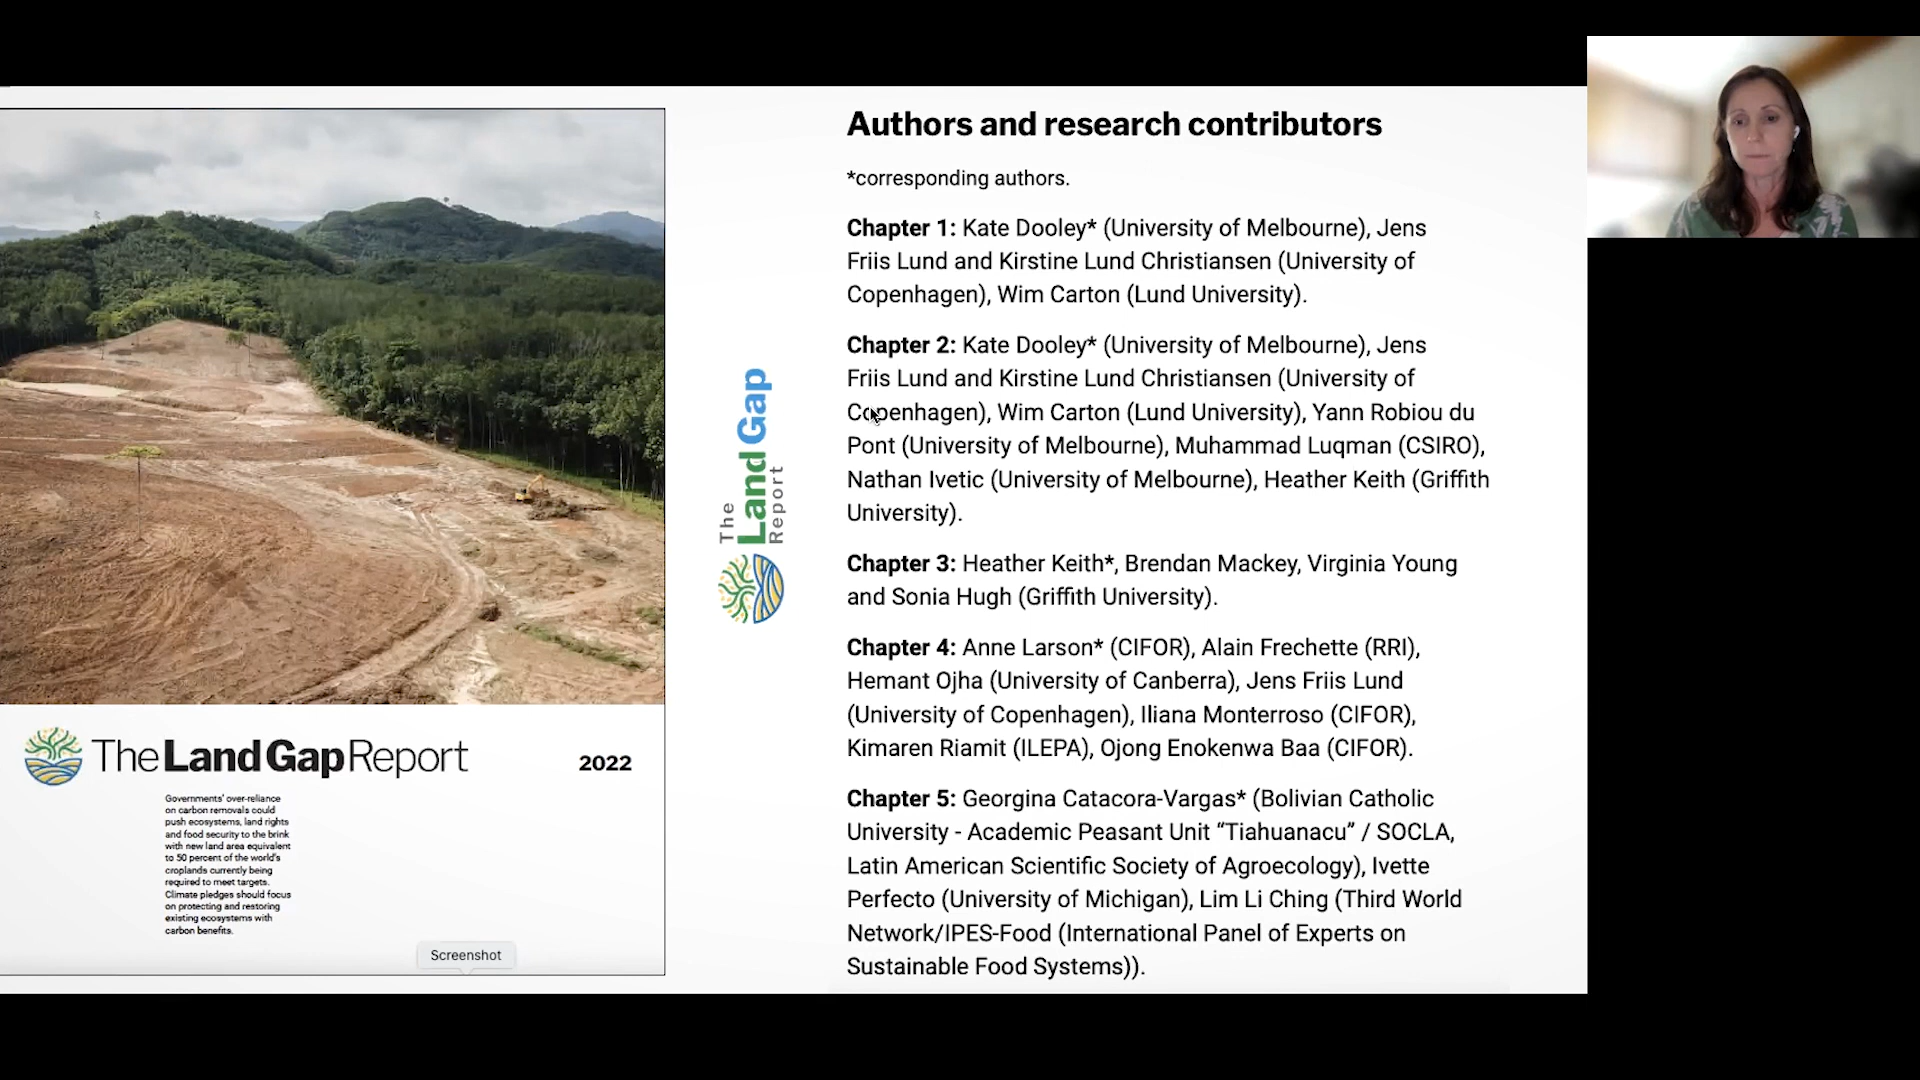 The Land Gap Report
2022
Governments' over-reliance
on carbon removals could
push ecosystems, land rights
and food security to the brink
with new land area equivalent
to 50 percent of the world's
croplands currently being
required to meet targets.
Climate pledges should focus
on protecting and restoring
existing ecosystems with
carbon benefits.
Screenshot
The
Land Gap
Report
Authors and research contributors
*corresponding authors.
Chapter 1: Kate Dooley* (University of Melbourne), Jens
Friis Lund and Kirstine Lund Christiansen (University of
Copenhagen), Wim Carton (Lund University).
Chapter 2: Kate Dooley* (University of Melbourne), Jens
Friis Lund and Kirstine Lund Christiansen (University of
Copenhagen), Wim Carton (Lund University), Yann Robiou du
Pont (University of Melbourne), Muhammad Luqman (CSIRO),
Nathan Ivetic (University of Melbourne), Heather Keith (Griffith
University).
Chapter 3: Heather Keith*, Brendan Mackey, Virginia Young
and Sonia Hugh (Griffith University).
Chapter 4: Anne Larson* (CIFOR), Alain Frechette (RRI),
Hemant Ojha (University of Canberra), Jens Friis Lund
(University of Copenhagen), Iliana Monterroso (CIFOR),
Kimaren Riamit (ILEPA), Ojong Enokenwa Baa (CIFOR).
Chapter 5: Georgina Catacora-Vargas* (Bolivian Catholic
University - Academic Peasant Unit “Tiahuanacu” / SOCLA,
Latin American Scientific Society of Agroecology), Ivette
Perfecto (University of Michigan), Lim Li Ching (Third World
Network/IPES-Food (International Panel of Experts on
Sustainable Food Systems)).